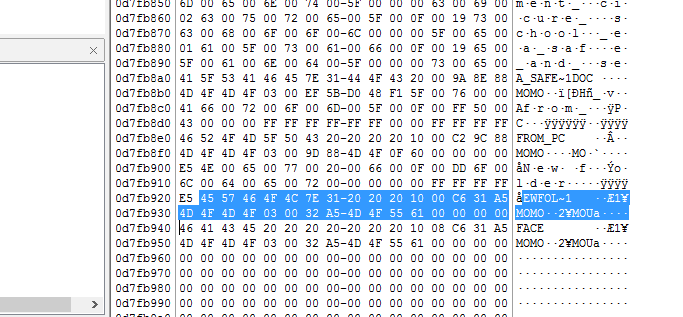 0d7fb850 6D 00 65 00 6E 00 74 00-5F 00 00 00 63 00 69 00 m·e·n·t·_···c·i·
0d7fb860 02 63 00 75 00 72 00 65-00 5F 00 0F 00 19 73 00 ·c·u·r·e·_····s·
0d7fb870 63 00 68 00 6F 00 6F-00 6C 00 00 00 5F 00 65 00 c·h·o·o·l···_·e·
0d7fb880 01 61 00 5F 00 73 00 61-00 66 00 0F 00 19 65 00 ·a·_·s·a·f····e·
0d7fb890 5F 00 61 00 6E 00 64 00-5F 00 00 00 73 00 65 00 _·a·n·d·_···s·e·
0d7fb8a0 41 5F 53 41 46 45 7E 31-44 4F 43 20 00 9A 8E 88 A_SAFE~1DOC ····
0d7fb8b0 4D 4F 4D 4F 03 00 EF 5B-D0 48 F1 5F 00 76 00 00 MOMO··ï[ÐHñ_·v··
0d7fb8c0 41 66 00 72 00 6F 00 6D-00 5F 00 0F 00 FF 50 00 Af·r·o·m·_···ÿP·
0d7fb8d0 43 00 00 00 FF FF FF FF-FF FF 00 00 FF FF FF FF C···ÿÿÿÿÿÿ··ÿÿÿÿ
0d7fb8e0 46 52 4F 4D 5F 50 43 20-20 20 20 10 00 C2 9C 88 FROM_PC    ··Â··
0d7fb8f0 4D 4F 4D 4F 03 00 9D 88-4D 4F 0F 60 00 00 00 00 MOMO····MO·`····
0d7fb900 E5 4E 00 65 00 77 00 20-00 66 00 0F 00 DD 6F 00 åN·e·w· ·f···Ýo·
0d7fb910 6C 00 64 00 65 00 72 00-00 00 00 00 FF FF FF FF l·d·e·r·····ÿÿÿÿ
0d7fb920 E5 45 57 46 4F 4C 7E 31-20 20 20 10 00 C6 31 A5 åEWFOL~1   ··Æ1¥
0d7fb930 4D 4F 4D 4F 03 00 32 A5-4D 4F 55 61 00 00 00 00 MOMO··2¥MOUa····
0d7fb940 46 41 43 45 20 20 20 20-20 20 20 10 08 C6 31 A5 FACE       ··Æ1¥
0d7fb950 4D 4F 4D 4F 03 00 32 A5-4D 4F 55 61 00 00 00 00 MOMO··2¥MOUa····
0d7fb960 00 00 00 00 00 00 00 00-00 00 00 00 00 00 00 00 ················
0d7fb970 00 00 00 00 00 00 00 00-00 00 00 00 00 00 00 00 ················
0d7fb980 00 00 00 00 00 00 00 00-00 00 00 00 00 00 00 00 ················
0d7fb990 00 00 00 00 00 00 00 00-00 00 00 00 00 00 00 00 ················